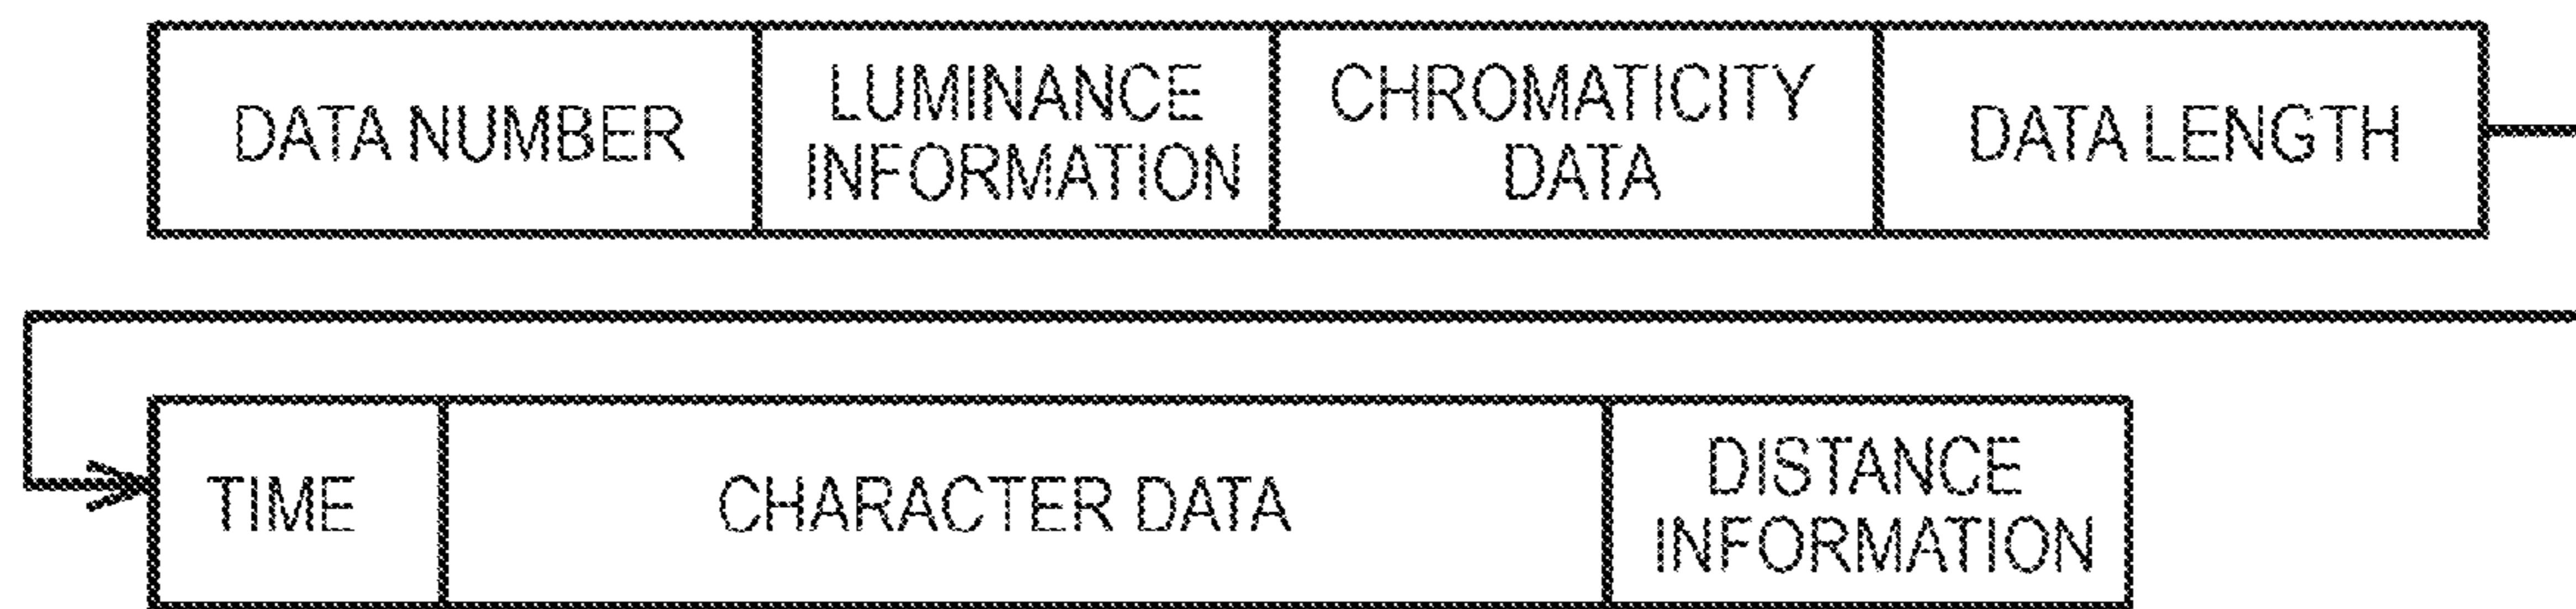 DATA NUMBER
LUMINANCE
INFORMATION
CHROMATICITY
DATA
DATA LENGTH
TIME
CHARACTER DATA
DISTANCE
INFORMATION